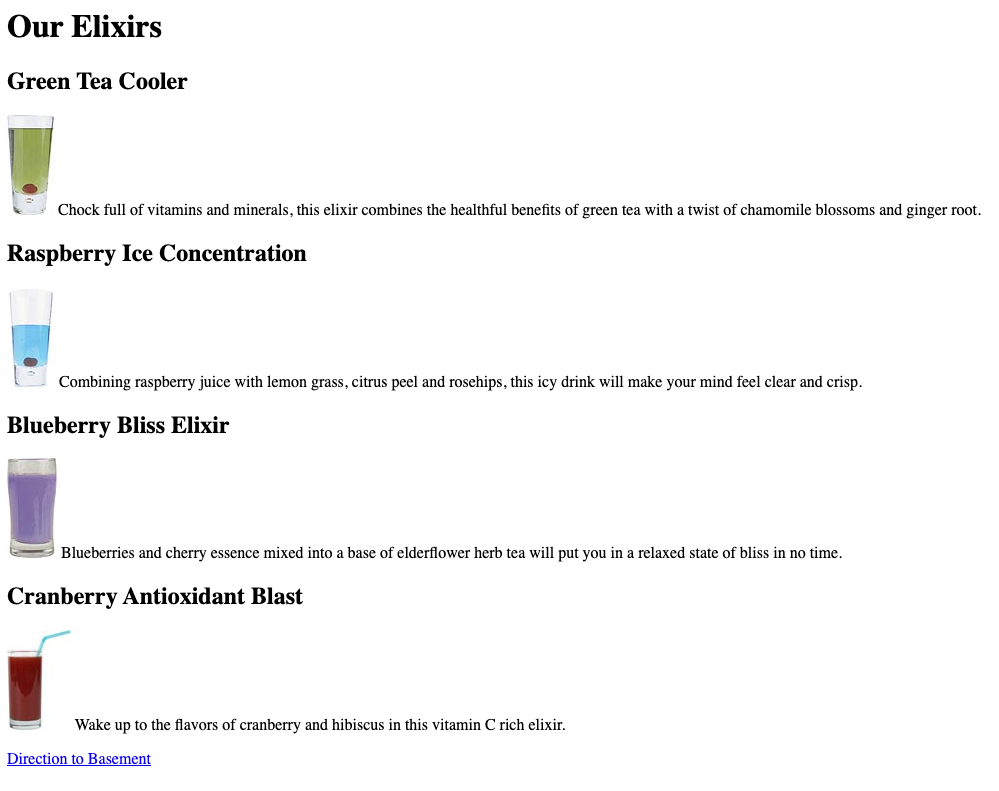 Our Elixirs
Green Tea Cooler
Chock full of vitamins and minerals, this elixir combines the healthful benefits of green tea with a twist of chamomile blossoms and ginger root.
Raspberry Ice Concentration
Combining raspberry juice with lemon grass, citrus peel and rosehips, this icy drink will make your mind feel clear and crisp.
Blueberry Bliss Elixir
Blueberries and cherry essence mixed into a base of elderflower herb tea will put you in a relaxed state of bliss in no time.
Cranberry Antioxidant Blast
Wake up to the flavors of cranberry and hibiscus in this vitamin C rich elixir.
Direction to Basement